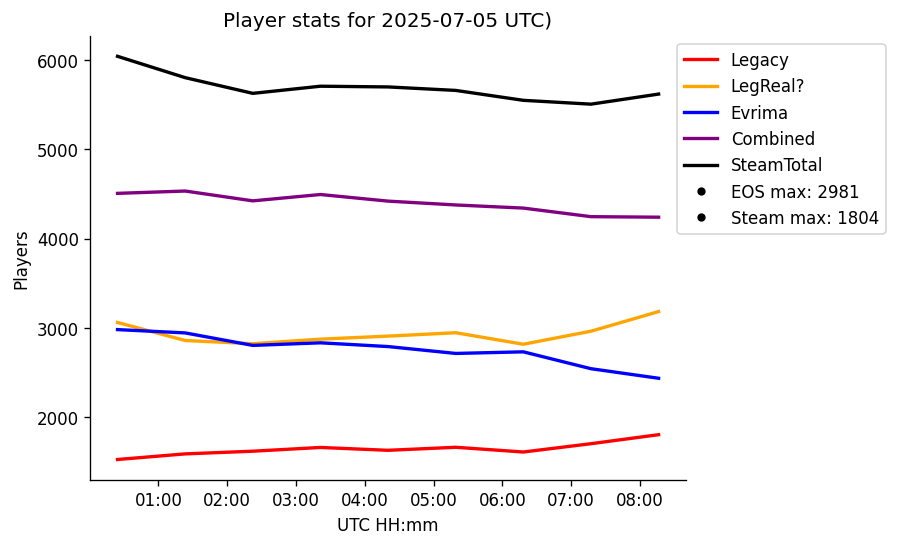 Player stats for 2025-07-05 UTC)
6000
5000
4000
3000
2000
Players
01:00 02:00 03:00 04:00 05:00 06:00 07:00 08:00
UTC HH:mm
Legacy
LegReal?
Evrima
Combined
SteamTotal
EOS max: 2981
Steam max: 1804